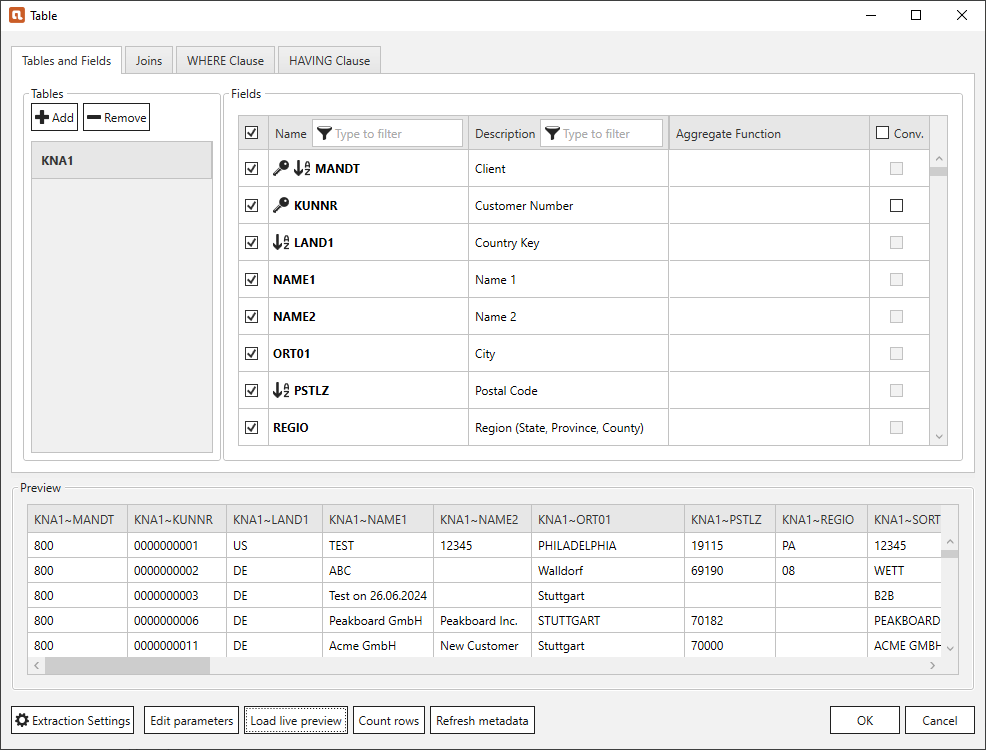 Table
Tables and Fields Joins WHERE Clause HAVING Clause
Tables
Add Remove
KNA1
Fields
Name Type to filter Description Type to filter Aggregate Function Conv.
MANDT Client
KUNNR Customer Number
LAND1 Country Key
NAME1 Name 1
NAME2 Name 2
ORT01 City
PSTLZ Postal Code
REGIO Region (State, Province, County)
Preview
KNA1~MANDT KNA1~KUNNR KNA1~LAND1 KNA1~NAME1 KNA1~NAME2 KNA1~ORT01 KNA1~PSTLZ KNA1~REGIO KNA1~SORT
800 0000000001 US TEST 12345 PHILADELPHIA 19115 PA 12345
800 0000000002 DE ABC Walldorf 69190 08 WETT
800 0000000003 DE Test on 26.06.2024 Stuttgart B2B
800 0000000006 DE Peakboard GmbH Peakboard Inc. STUTTGART 70182 PEAKBOARD
800 0000000011 DE Acme GmbH New Customer Stuttgart 70000 ACME GMBH
Extraction Settings Edit parameters Load live preview Count rows Refresh metadata OK Cancel